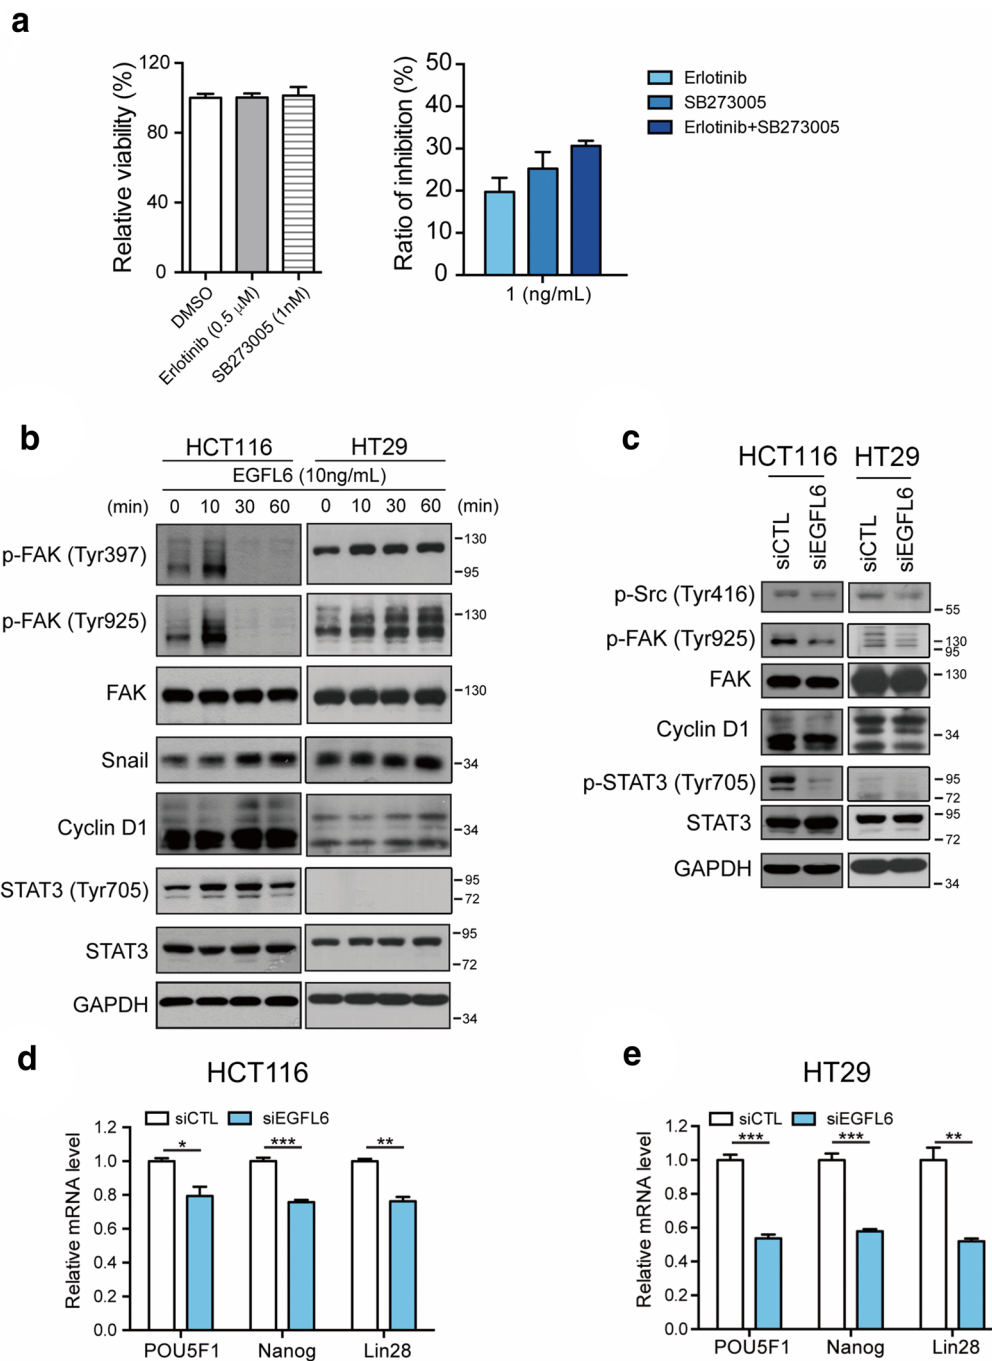 a
Relative viability (%)
120
80
40
0
DMSO
Erlotinib (0.5 μM)
SB273005 (1nM)
Ratio of inhibition (%)
50
40
30
20
10
0
1 (ng/mL)
Erlotinib
SB273005
Erlotinib+SB273005
b
HCT116 HT29
EGFL6 (10ng/mL)
(min) 0 10 30 60 0 10 30 60 (min)
p-FAK (Tyr397) 130
95
p-FAK (Tyr925) 130
FAK 130
Snail 34
Cyclin D1 34
STAT3 (Tyr705) 95
72
STAT3 95
72
GAPDH
34
c
HCT116 HT29
siCTL siEGFL6 siCTL siEGFL6
p-Src (Tyr416)
55
p-FAK (Tyr925) 130
95
FAK 130
Cyclin D1 34
p-STAT3 (Tyr705) 95
72
STAT3 95
72
GAPDH
34
d
HCT116
siCTL siEGFL6
Relative mRNA level
1.2
1.0
0.8
0.6
0.4
0.2
0.0
* *** **
POU5F1 Nanog Lin28
e
HT29
siCTL siEGFL6
Relative mRNA level
1.2
1.0
0.8
0.6
0.4
0.2
0.0
*** *** **
POU5F1 Nanog Lin28